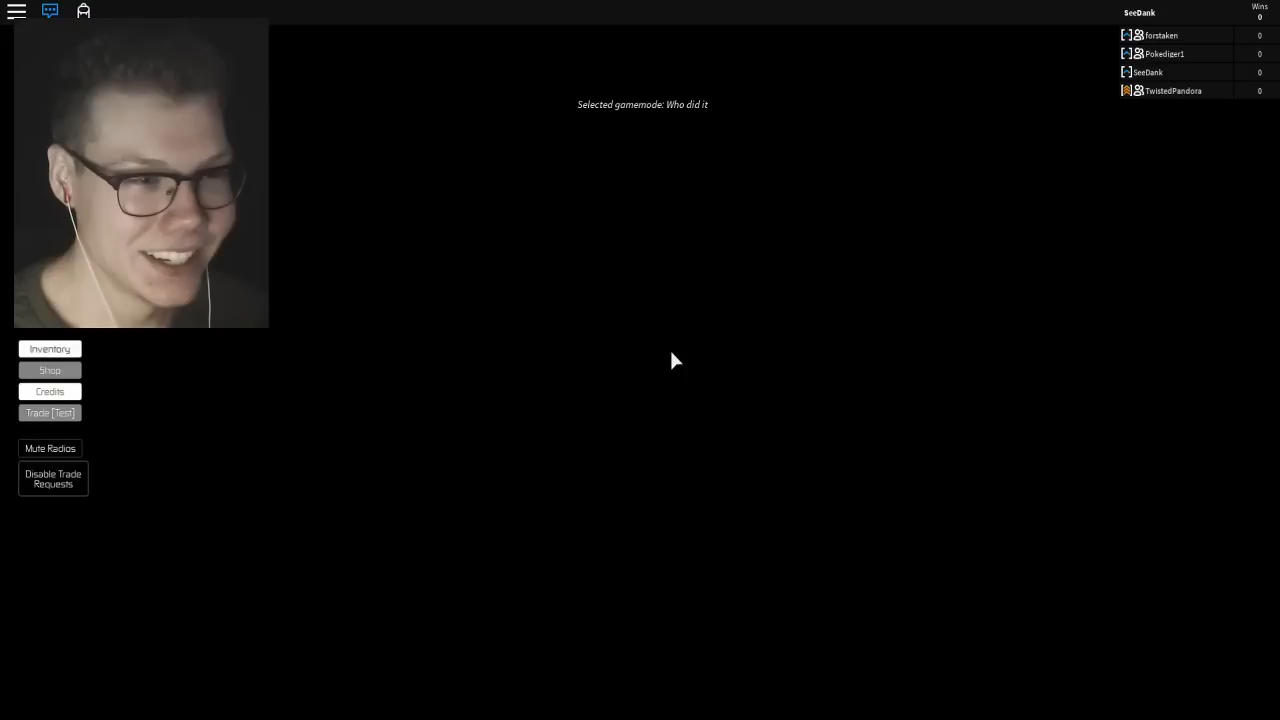 SeeDank
Wins
0
forstaken 0
Pokediger1 0
SeeDank 0
TwistedPandora 0
Selected gamemode: Who did it
Inventory
Shop
Credits
Trade [Test]
Mute Radios
Disable Trade
Requests